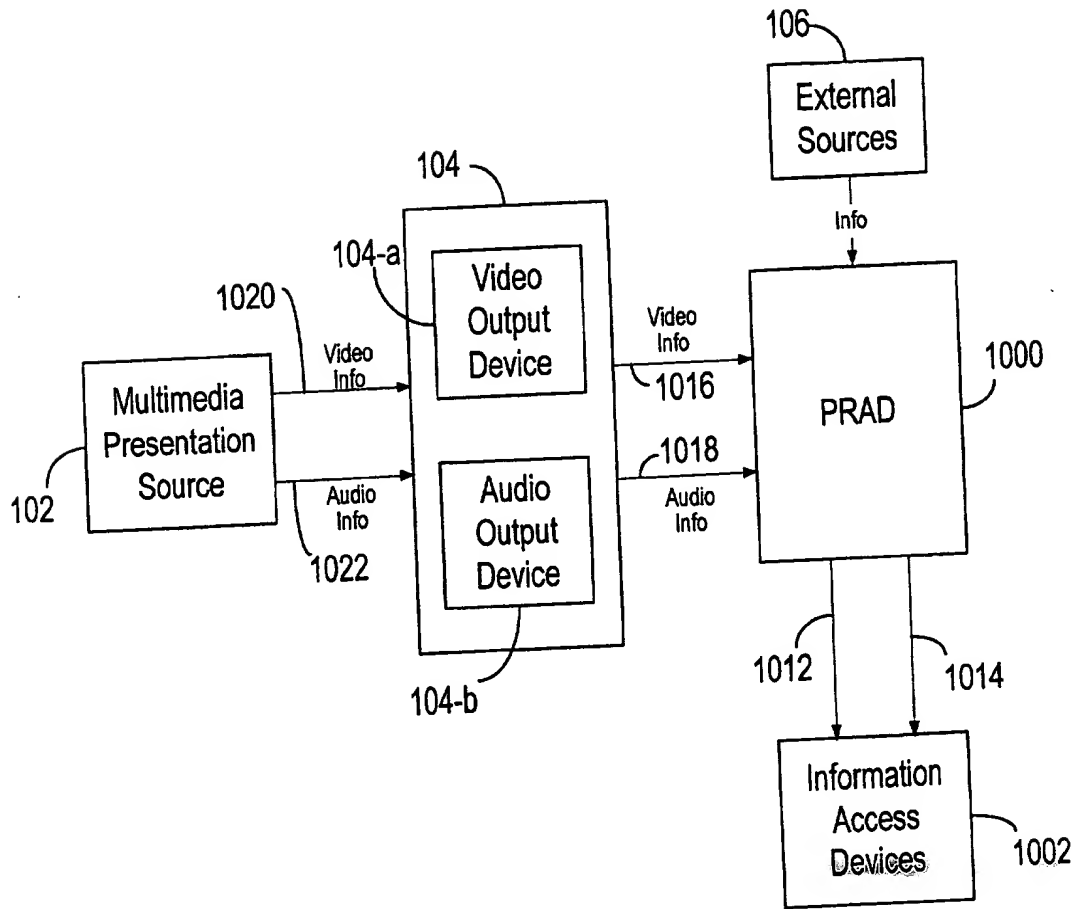 106
External
Sources
Info
104
104-a
Video
Output
Device
1020
Video
Info
Video
Info
1016
1000
PRAD
Multimedia
Presentation
Source
102
Audio
Info
1022
Audio
Output
Device
104-b
1018
Audio
Info
1012
1014
Information
Access
Devices
1002